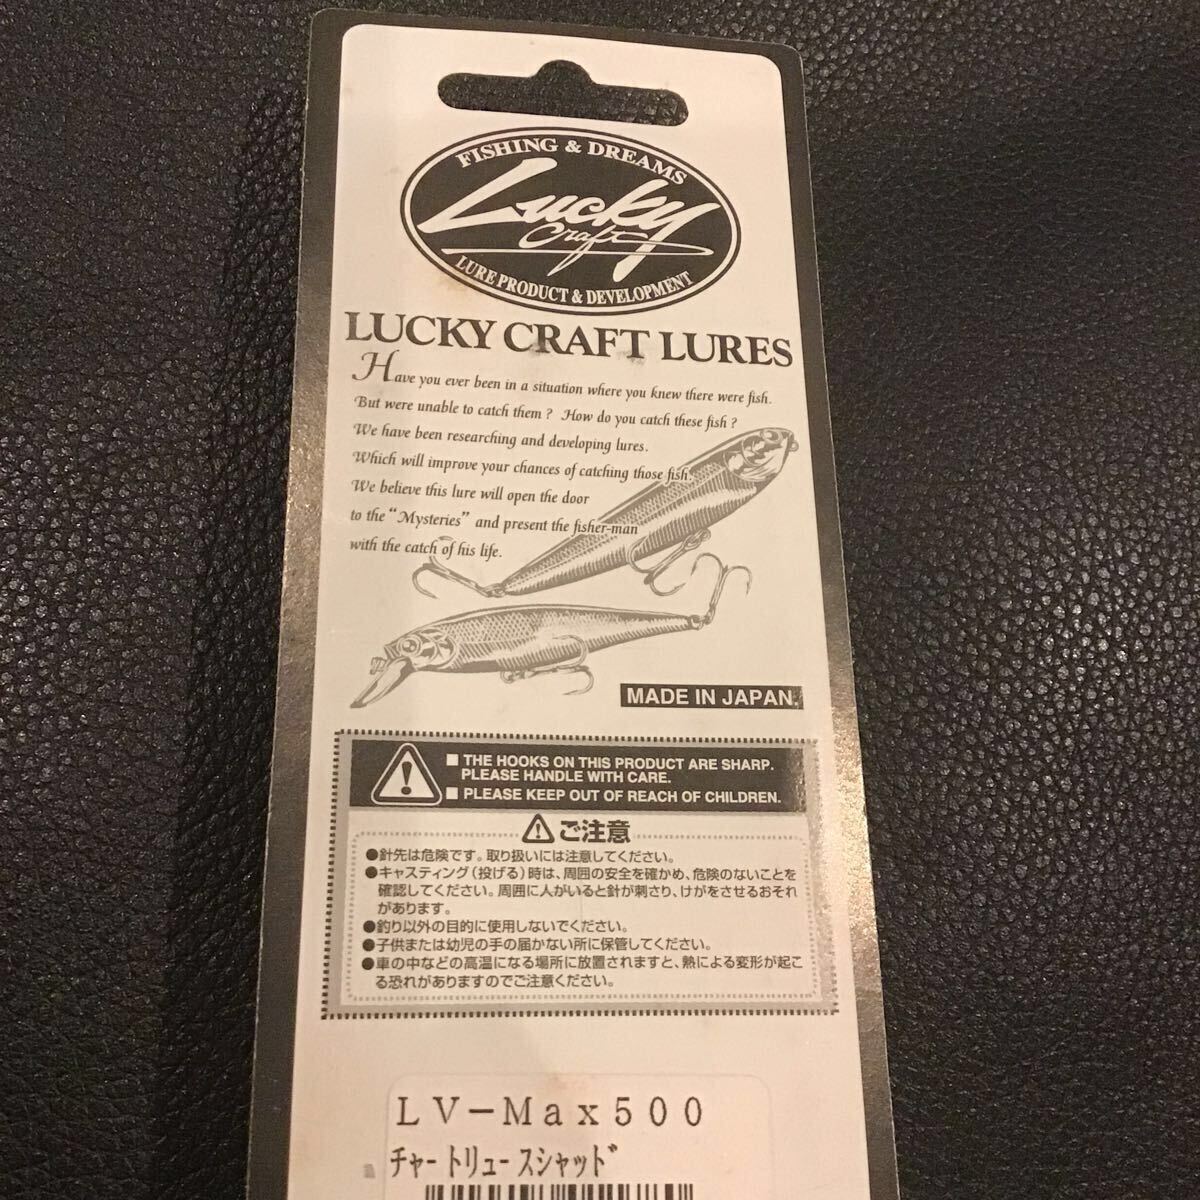 FISHING & DREAMS
Lucky
Craft
LURE PRODUCT & DEVELOPMENT
LUCKY CRAFT LURES
Have you ever been in a situation where you knew there were fish.
But were unable to catch them ? How do you catch these fish ?
We have been researching and developing lures.
Which will improve your chances of catching those fish.
We believe this lure will open the door
to the “Mysteries” and present the fisher-man
with the catch of his life.
MADE IN JAPAN.
■ THE HOOKS ON THIS PRODUCT ARE SHARP.
PLEASE HANDLE WITH CARE.
■ PLEASE KEEP OUT OF REACH OF CHILDREN.
ご注意
●針先は危険です。取り扱いには注意してください。
●キャスティング(投げる)時は、周囲の安全を確かめ、危険のないことを
確認してください。周囲に人がいると針が刺さり、けがをさせるおそれ
があります。
●釣り以外の目的に使用しないでください。
●子供または幼児の手の届かない所に保管してください。
●車の中などの高温になる場所に放置されますと、熱による変形が起こ
る恐れがありますのでご注意ください。
LV-Max500
ﾁｬｰﾄﾘｭｰｽｼｬｯﾄﾞ